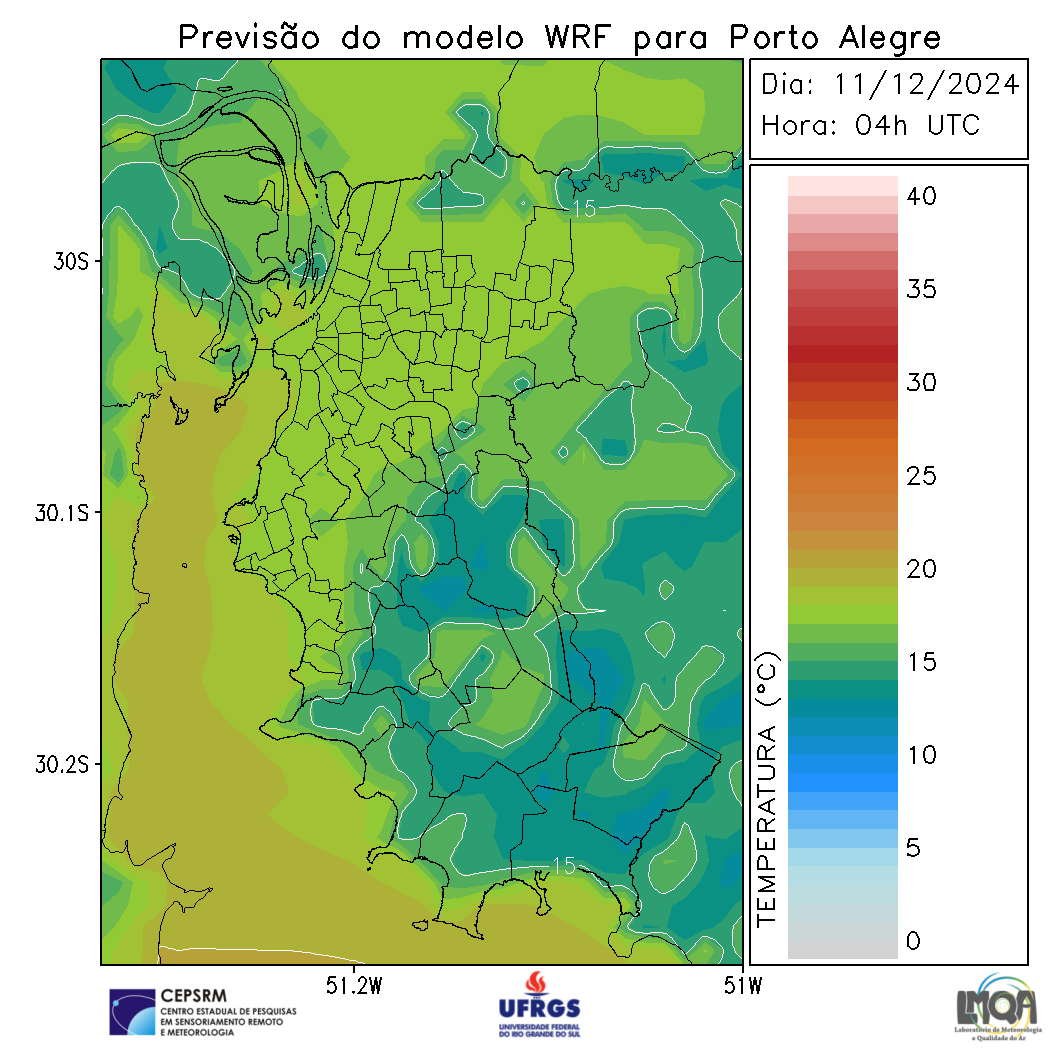 Previsão do modelo WRF para Porto Alegre
Dia: 11/12/2024
Hora: 04h UTC
40
35
30
25
20
15
10
5
0
TEMPERATURA (°C)
30S
30.1S
30.2S
51.2W
51W
15
15
CEPSRM
CENTRO ESTADUAL DE PESQUISAS
EM SENSORIAMENTO REMOTO
E METEOROLOGIA
UFRGS
UNIVERSIDADE FEDERAL
DO RIO GRANDE DO SUL
LMQA
Laboratório de Meteorologia
e Qualidade do Ar